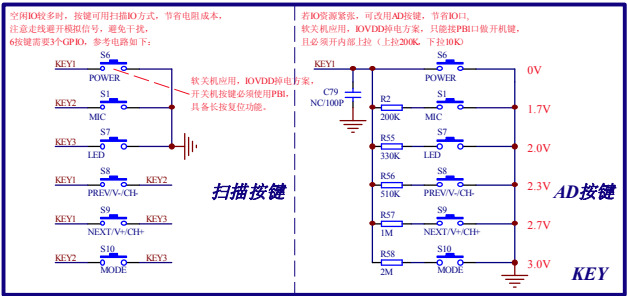 空闲IO较多时，按键可用扫描IO方式，节省电阻成本，
注意走线避开模拟信号，避免干扰，
6按键需要3个GPIO，参考电路如下：
KEY1
S6
POWER
软关机应用，IOVDD掉电方案，
开关机按键必须使用PB1，
具备长按复位功能。
KEY2
S1
MIC
KEY3
S7
LED
KEY1
S8
KEY2
PREV/V-/CH-
KEY1
S9
KEY3
NEXT/V+/CH+
KEY2
S10
KEY3
MODE
扫描按键
若IO资源紧张，可改用AD按键，节省IO口，
软关机应用，IOVDD掉电方案，只能接PB1口做开机键，
且必须开内部上拉（上拉200K，下拉10K）
KEY1
S6
POWER
0V
C79
NC/100P
R2
200K
S1
MIC
1.7V
R55
330K
S7
LED
2.0V
R56
510K
S8
PREV/V-/CH-
2.3V
R57
1M
S9
NEXT/V+/CH+
2.7V
R58
2M
S10
MODE
3.0V
AD按键
KEY